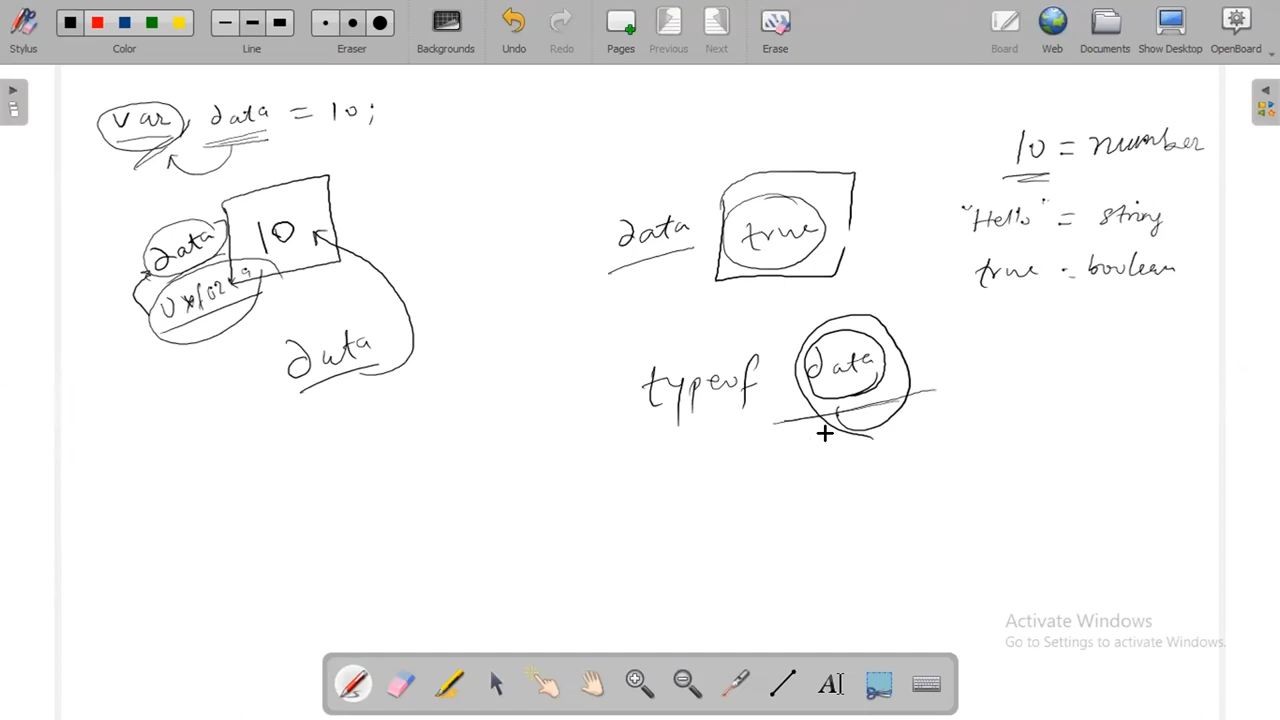 Stylus
Color
Line
Eraser
Backgrounds
Undo
Redo
Pages
Previous
Next
Erase
Board
Web
Documents
Show Desktop
OpenBoard
var data = 10;
10 = number
"Hello" = string
true = boolean
data
10
data
data
true
typeof data
Activate Windows
Go to Settings to activate Windows.